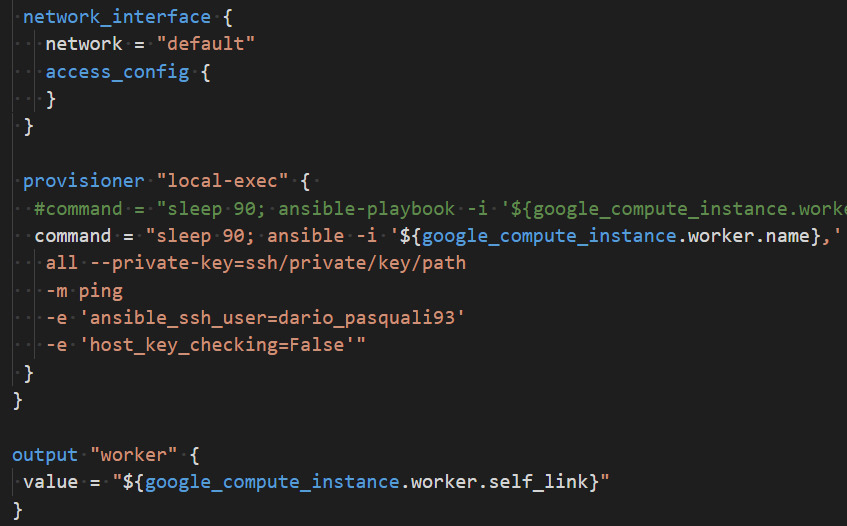 network_interface {
network = "default"
access_config {
}
}
provisioner "local-exec" {
#command = "sleep 90; ansible-playbook -i '${google_compute_instance.work
command = "sleep 90; ansible -i '${google_compute_instance.worker.name},'
all --private-key=ssh/private/key/path
-m ping
-e 'ansible_ssh_user=dario_pasquali93'
-e 'host_key_checking=False'"
}
}
output "worker" {
value = "${google_compute_instance.worker.self_link}"
}